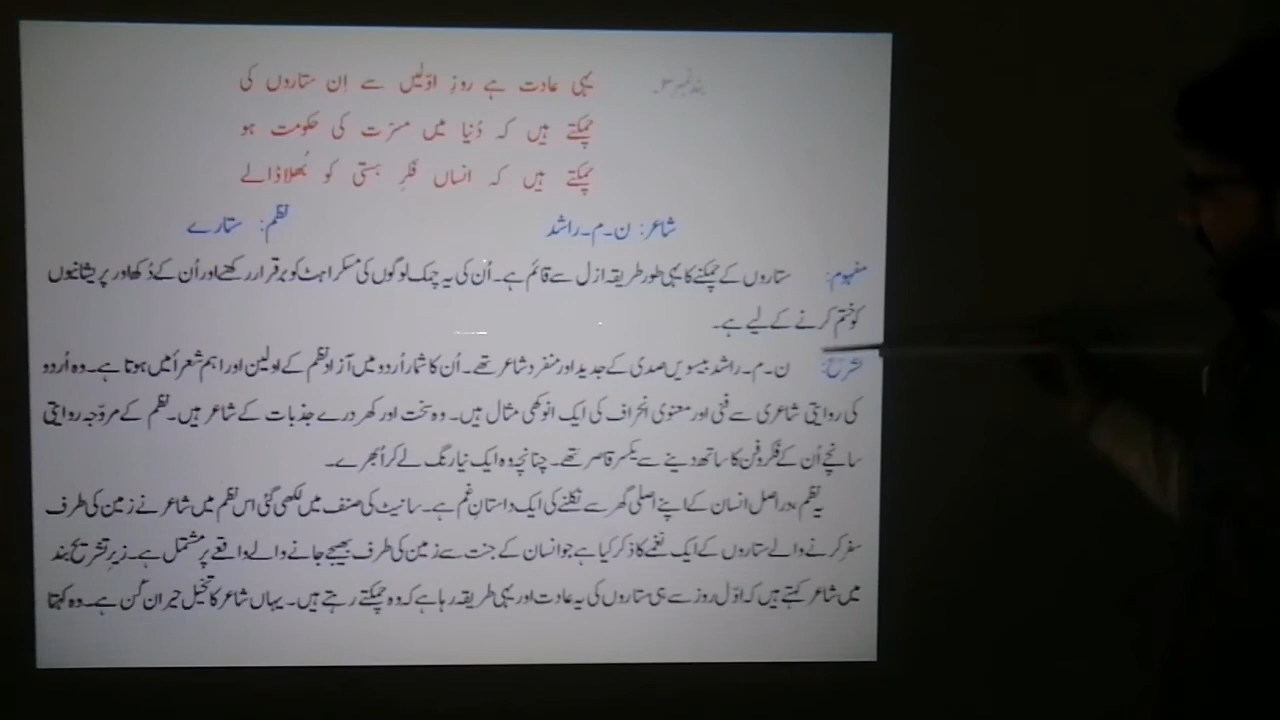 بند نمبر ۳۔ یہی عادت ہے روزِ اوّلیں سے اِن ستاروں کی
چمکتے ہیں کہ دُنیا میں مسرّت کی حکومت ہو
چمکتے ہیں کہ انساں فکرِ ہستی کو بُھلا ڈالے
شاعر: ن۔م۔راشد نظم: ستارے
مفہوم: ستاروں کے چمکنے کا یہی طور طریقہ ازل سے قائم ہے۔ اُن کی یہ چمک لوگوں کی مسکراہٹ کو برقرار رکھنے اور اُن کے دُکھ اور پریشانیوں
کو ختم کرنے کے لیے ہے۔
تشریح: ن۔م۔راشد بیسویں صدی کے جدید اور منفرد شاعر تھے۔ اُن کا شمار اُردو میں آزاد نظم کے اولین اور اہم شعرأ میں ہوتا ہے۔ وہ اُردو
کی روایتی شاعری سے فنی اور معنوی انحراف کی ایک انوکھی مثال ہیں۔ وہ سخت اور کھردرے جذبات کے شاعر ہیں۔ نظم کے مروّجہ روایتی
سانچے اُن کے فکر و فن کا ساتھ دینے سے یکسر قاصر تھے۔ چنانچہ وہ ایک نیا رنگ لے کر اُبھرے۔
یہ نظم دراصل انسان کے اپنے اصلی گھر سے نکلنے کی ایک داستانِ غم ہے۔ سانیٹ کی صنف میں لکھی گئی اس نظم میں شاعر نے زمین کی طرف
سفر کرنے والے ستاروں کے ایک نغمے کا ذکر کیا ہے جو انسان کے جنت سے زمین کی طرف بھیجے جانے والے واقعے پر مشتمل ہے۔ زیرِ تشریح بند
میں شاعر کہتے ہیں کہ اوّل روز سے ہی ستاروں کی یہ عادت اور یہی طریقہ رہا ہے کہ وہ چمکتے رہتے ہیں۔ یہاں شاعر کا تخیل حیران کُن ہے۔ وہ کہتا